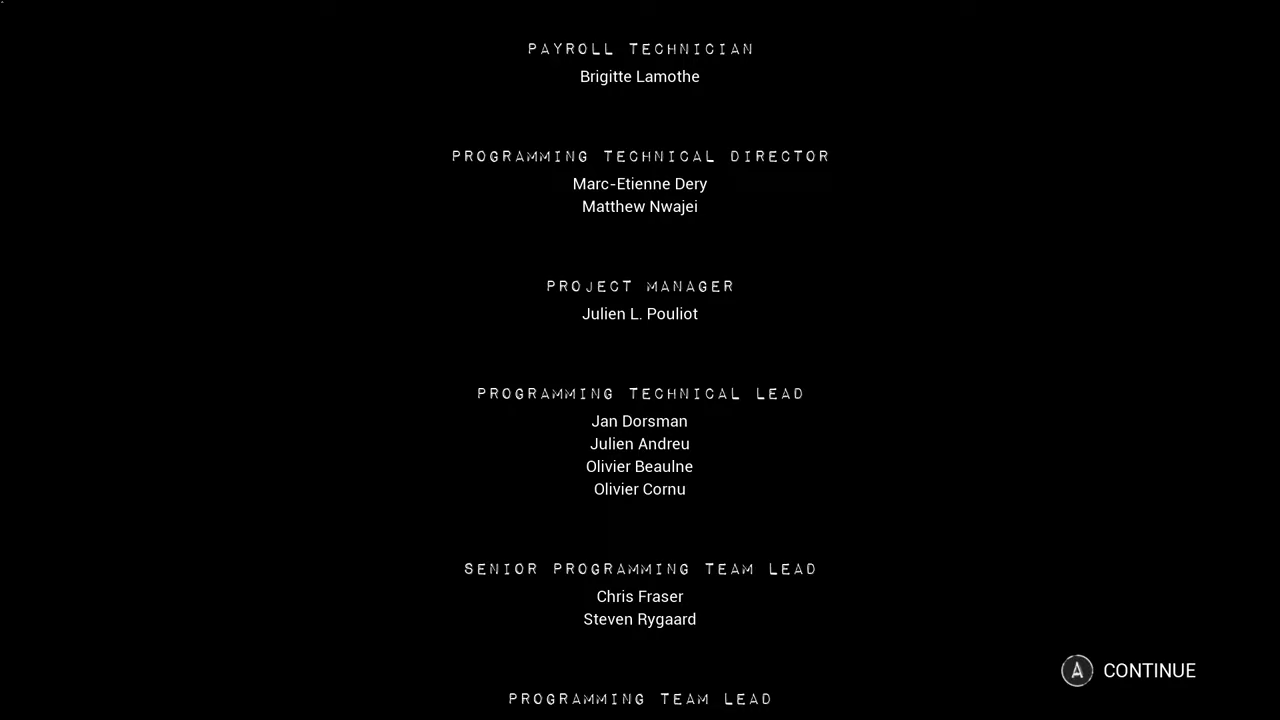 PAYROLL TECHNICIAN
Brigitte Lamothe
PROGRAMMING TECHNICAL DIRECTOR
Marc-Etienne Dery
Matthew Nwajei
PROJECT MANAGER
Julien L. Pouliot
PROGRAMMING TECHNICAL LEAD
Jan Dorsman
Julien Andreu
Olivier Beaulne
Olivier Cornu
SENIOR PROGRAMMING TEAM LEAD
Chris Fraser
Steven Rygaard
A CONTINUE
PROGRAMMING TEAM LEAD